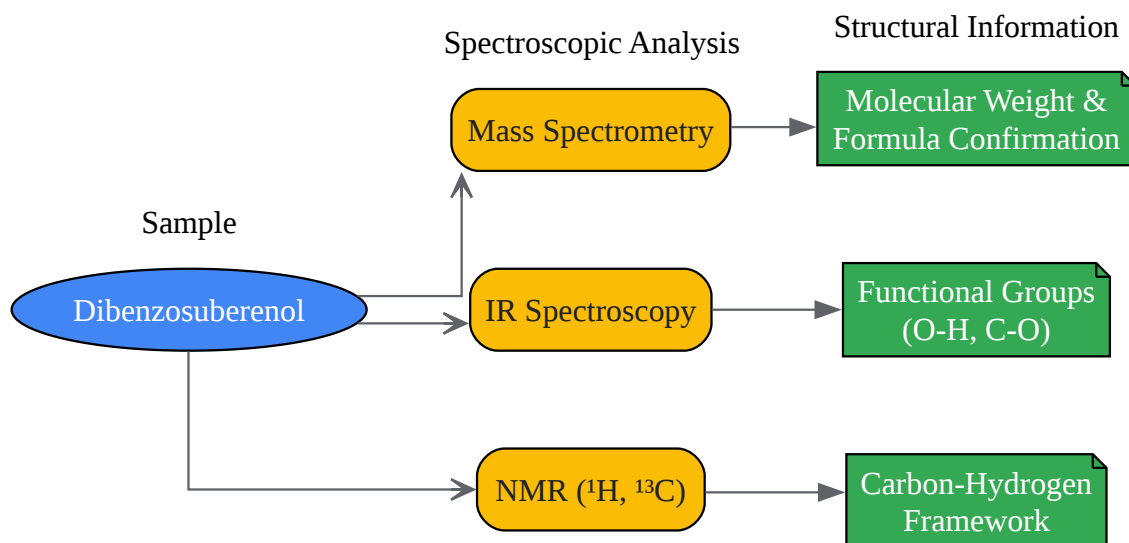 Structural Information
Spectroscopic Analysis
Molecular Weight &
Formula Confirmation
Mass Spectrometry
Sample
Functional Groups
(O-H, C-O)
Dibenzosuberenol
IR Spectroscopy
Carbon-Hydrogen
Framework
NMR (¹H, ¹³C)